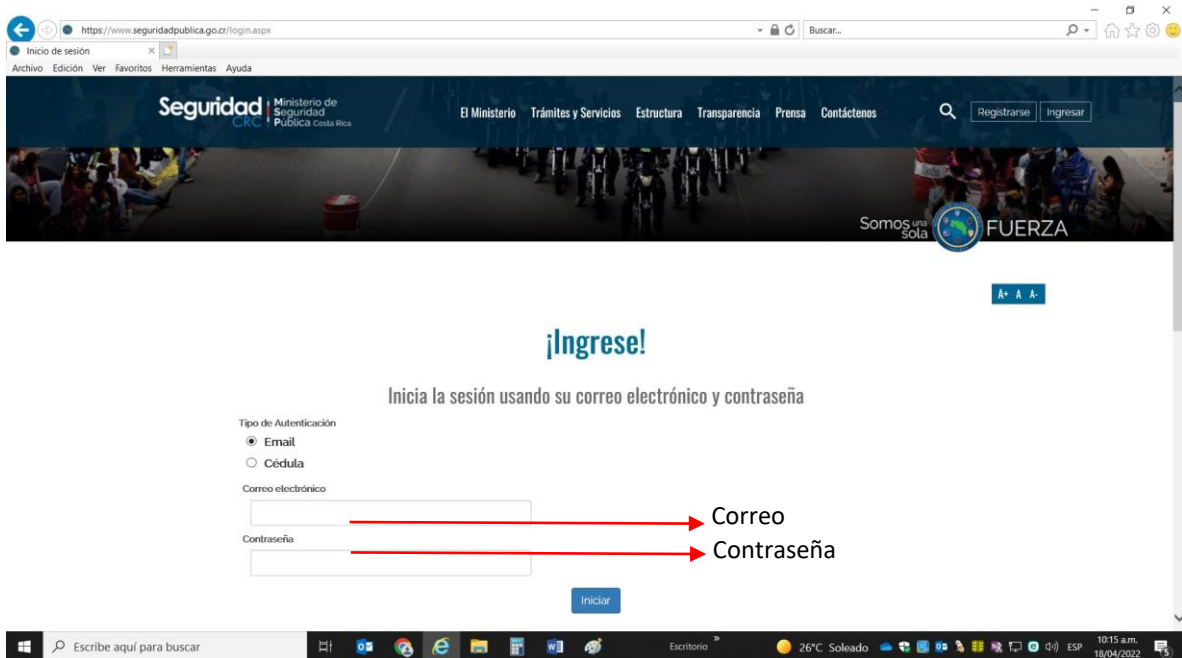 https://www.seguridadpublica.go.cr/login.aspx
Buscar...
Inicio de sesión
Archivo Edición Ver Favoritos Herramientas Ayuda
Seguridad CRC Ministerio de Seguridad Pública Costa Rica
El Ministerio Trámites y Servicios Estructura Transparencia Prensa Contáctenos
Registrarse Ingresar
Somos una sola FUERZA
A+ A A-
¡Ingrese!
Inicia la sesión usando su correo electrónico y contraseña
Tipo de Autenticación
Email
Cédula
Correo electrónico
Correo
Contraseña
Contraseña
Iniciar
Escribe aquí para buscar
Escritorio
26°C Soleado
ESP
10:15 a.m.
18/04/2022